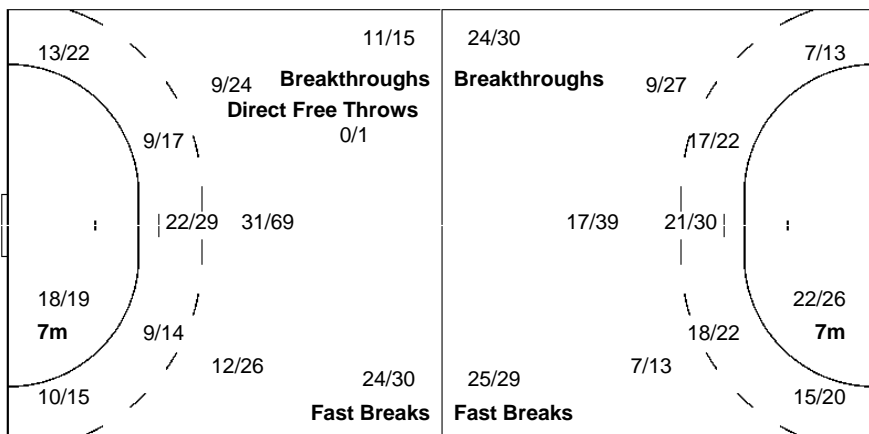 11/15 24/30
13/22 7/13
9/24 Breakthroughs Breakthroughs 9/27
Direct Free Throws
0/1
9/17 17/22
22/29 31/69 17/39 21/30
18/19 22/26
7m 9/14 18/22 7m
12/26 7/13
24/30 25/29
10/15 15/20
Fast Breaks Fast Breaks